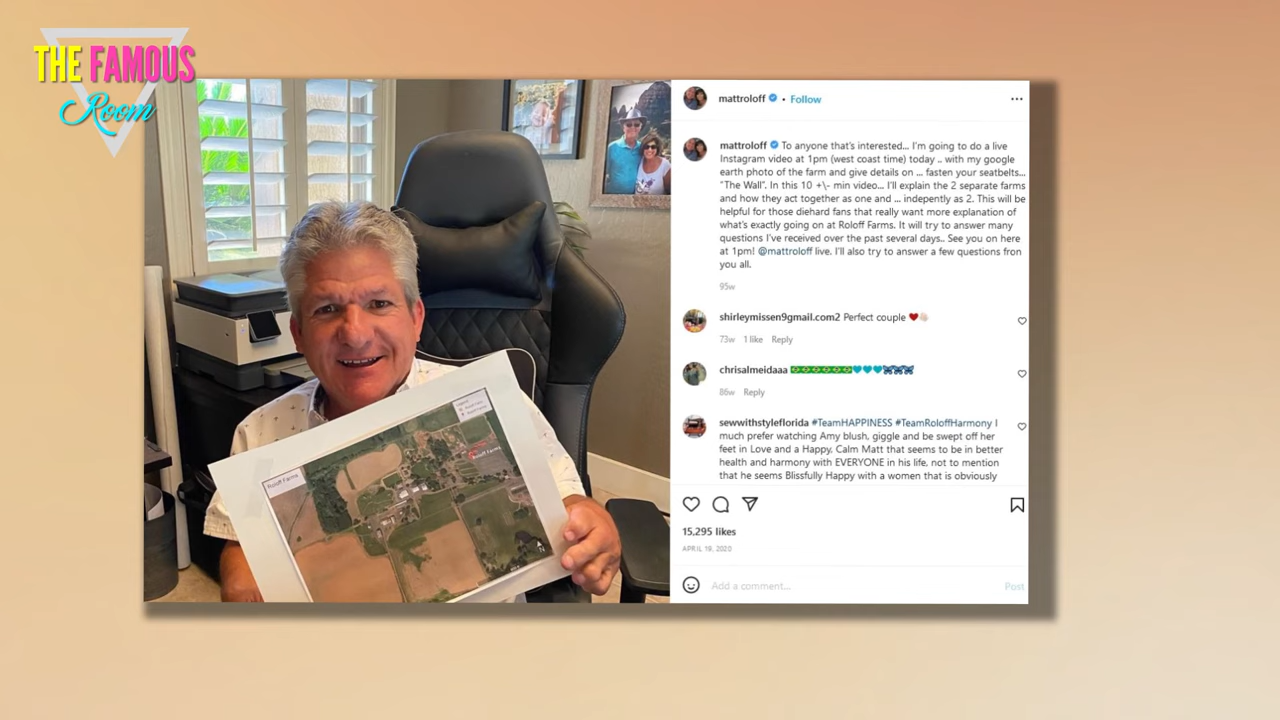 THE FAMOUS
Room
mattroloff • Follow
mattroloff To anyone that's interested... I'm going to do a live
Instagram video at 1pm (west coast time) today .. with my google
earth photo of the farm and give details on ... fasten your seatbelts...
"The Wall". In this 10 +\- min video... I'll explain the 2 separate farms
and how they act together as one and ... indepently as 2. This will be
helpful for those diehard fans that really want more explanation of
what's exactly going on at Roloff Farms. It will try to answer many
questions I've received over the past several days.. See you on here
at 1pm! @mattroloff live. I'll also try to answer a few questions fron
you all.
95w
shirleymissen9gmail.com2 Perfect couple ❤️👏🏻
73w 1 like Reply
chrisalmeidaaa 🇧🇷🇧🇷🇧🇷🇧🇷🇧🇷🇧🇷💙💙💙🦋🦋🦋
86w Reply
sewwithstyleflorida #TeamHAPPINESS #TeamRoloffHarmony I
much prefer watching Amy blush, giggle and be swept off her
feet in Love and a Happy, Calm Matt that seems to be in better
health and harmony with EVERYONE in his life, not to mention
that he seems Blissfully Happy with a women that is obviously
15,295 likes
APRIL 19, 2020
Add a comment... Post
Roloff Farms
Roloff Farms